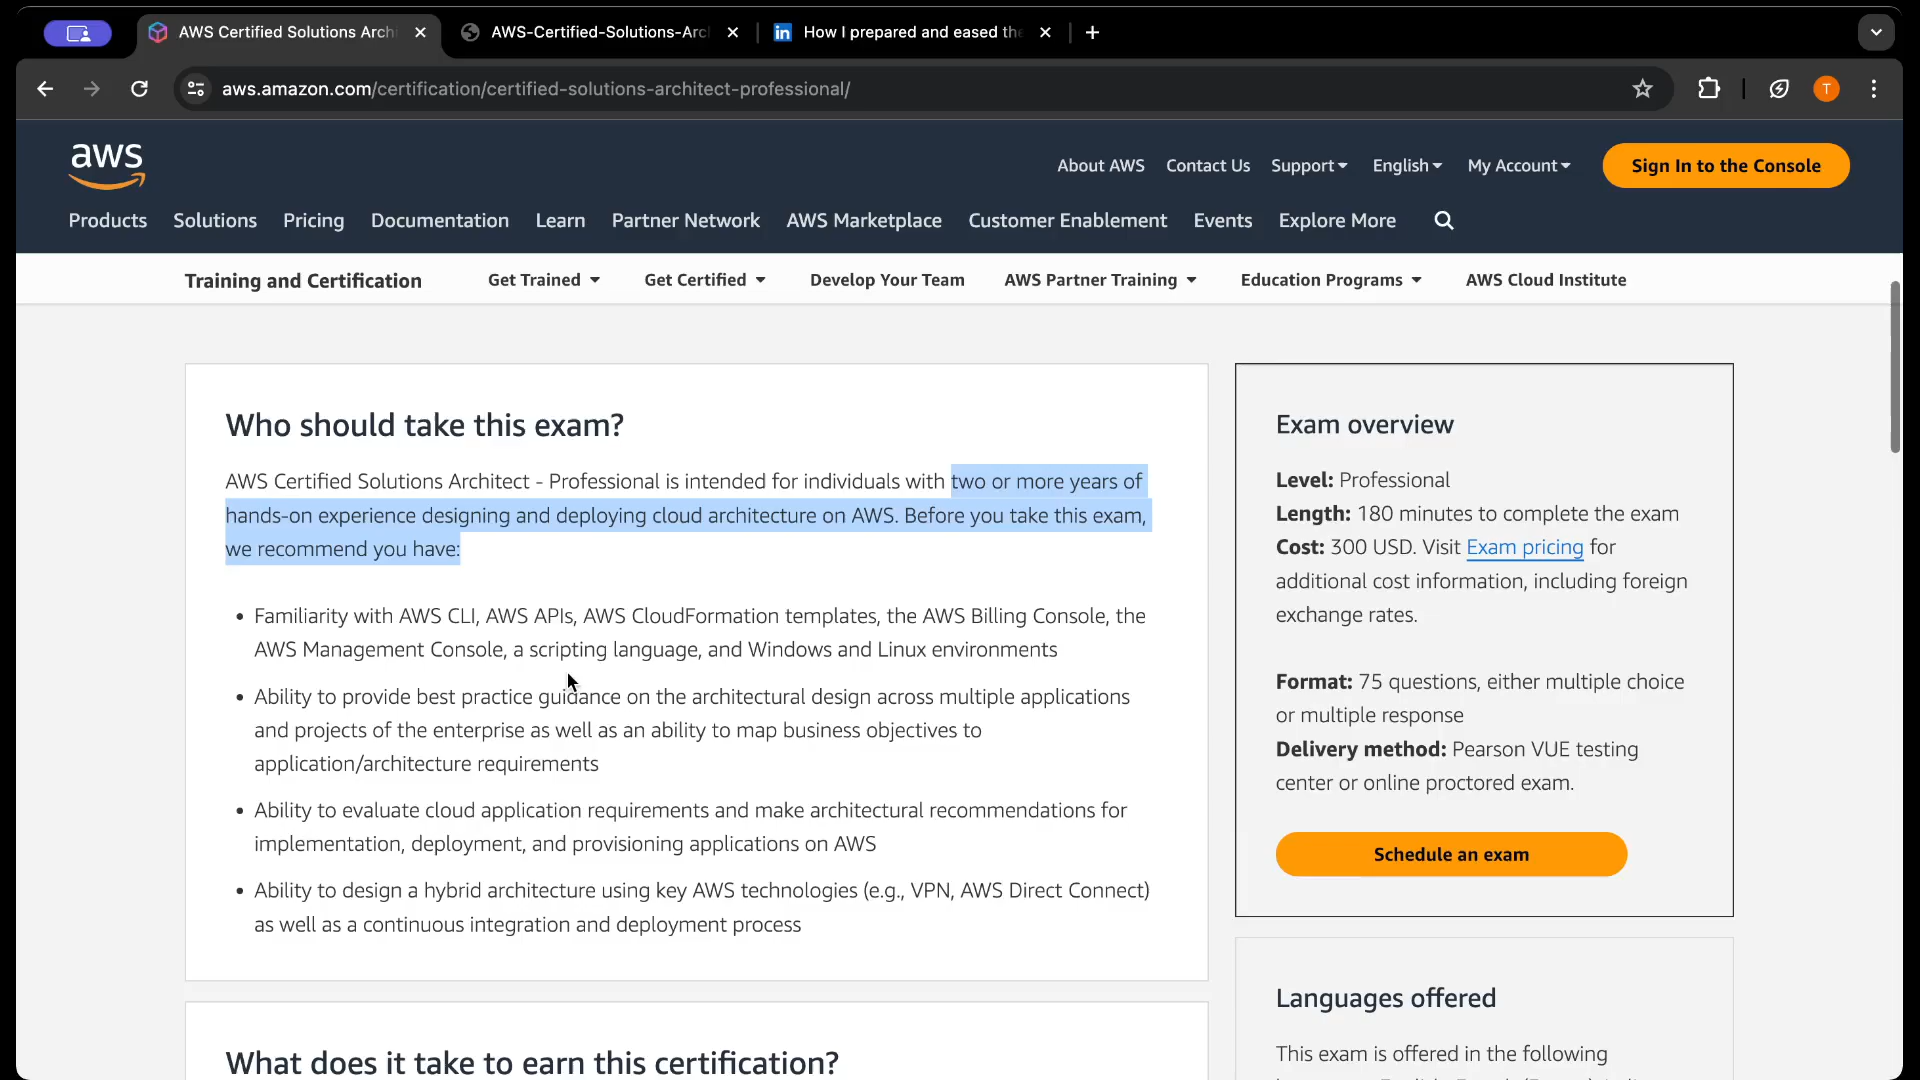 AWS Certified Solutions Archi
AWS-Certified-Solutions-Arc
How I prepared and eased the
aws.amazon.com/certification/certified-solutions-architect-professional/
T
aws
About AWS Contact Us Support English My Account Sign In to the Console
Products Solutions Pricing Documentation Learn Partner Network AWS Marketplace Customer Enablement Events Explore More
Training and Certification Get Trained Get Certified Develop Your Team AWS Partner Training Education Programs AWS Cloud Institute
Who should take this exam?
AWS Certified Solutions Architect - Professional is intended for individuals with two or more years of
hands-on experience designing and deploying cloud architecture on AWS. Before you take this exam,
we recommend you have:
• Familiarity with AWS CLI, AWS APIs, AWS CloudFormation templates, the AWS Billing Console, the
AWS Management Console, a scripting language, and Windows and Linux environments
• Ability to provide best practice guidance on the architectural design across multiple applications
and projects of the enterprise as well as an ability to map business objectives to
application/architecture requirements
• Ability to evaluate cloud application requirements and make architectural recommendations for
implementation, deployment, and provisioning applications on AWS
• Ability to design a hybrid architecture using key AWS technologies (e.g., VPN, AWS Direct Connect)
as well as a continuous integration and deployment process
What does it take to earn this certification?
Exam overview
Level: Professional
Length: 180 minutes to complete the exam
Cost: 300 USD. Visit Exam pricing for
additional cost information, including foreign
exchange rates.
Format: 75 questions, either multiple choice
or multiple response
Delivery method: Pearson VUE testing
center or online proctored exam.
Schedule an exam
Languages offered
This exam is offered in the following